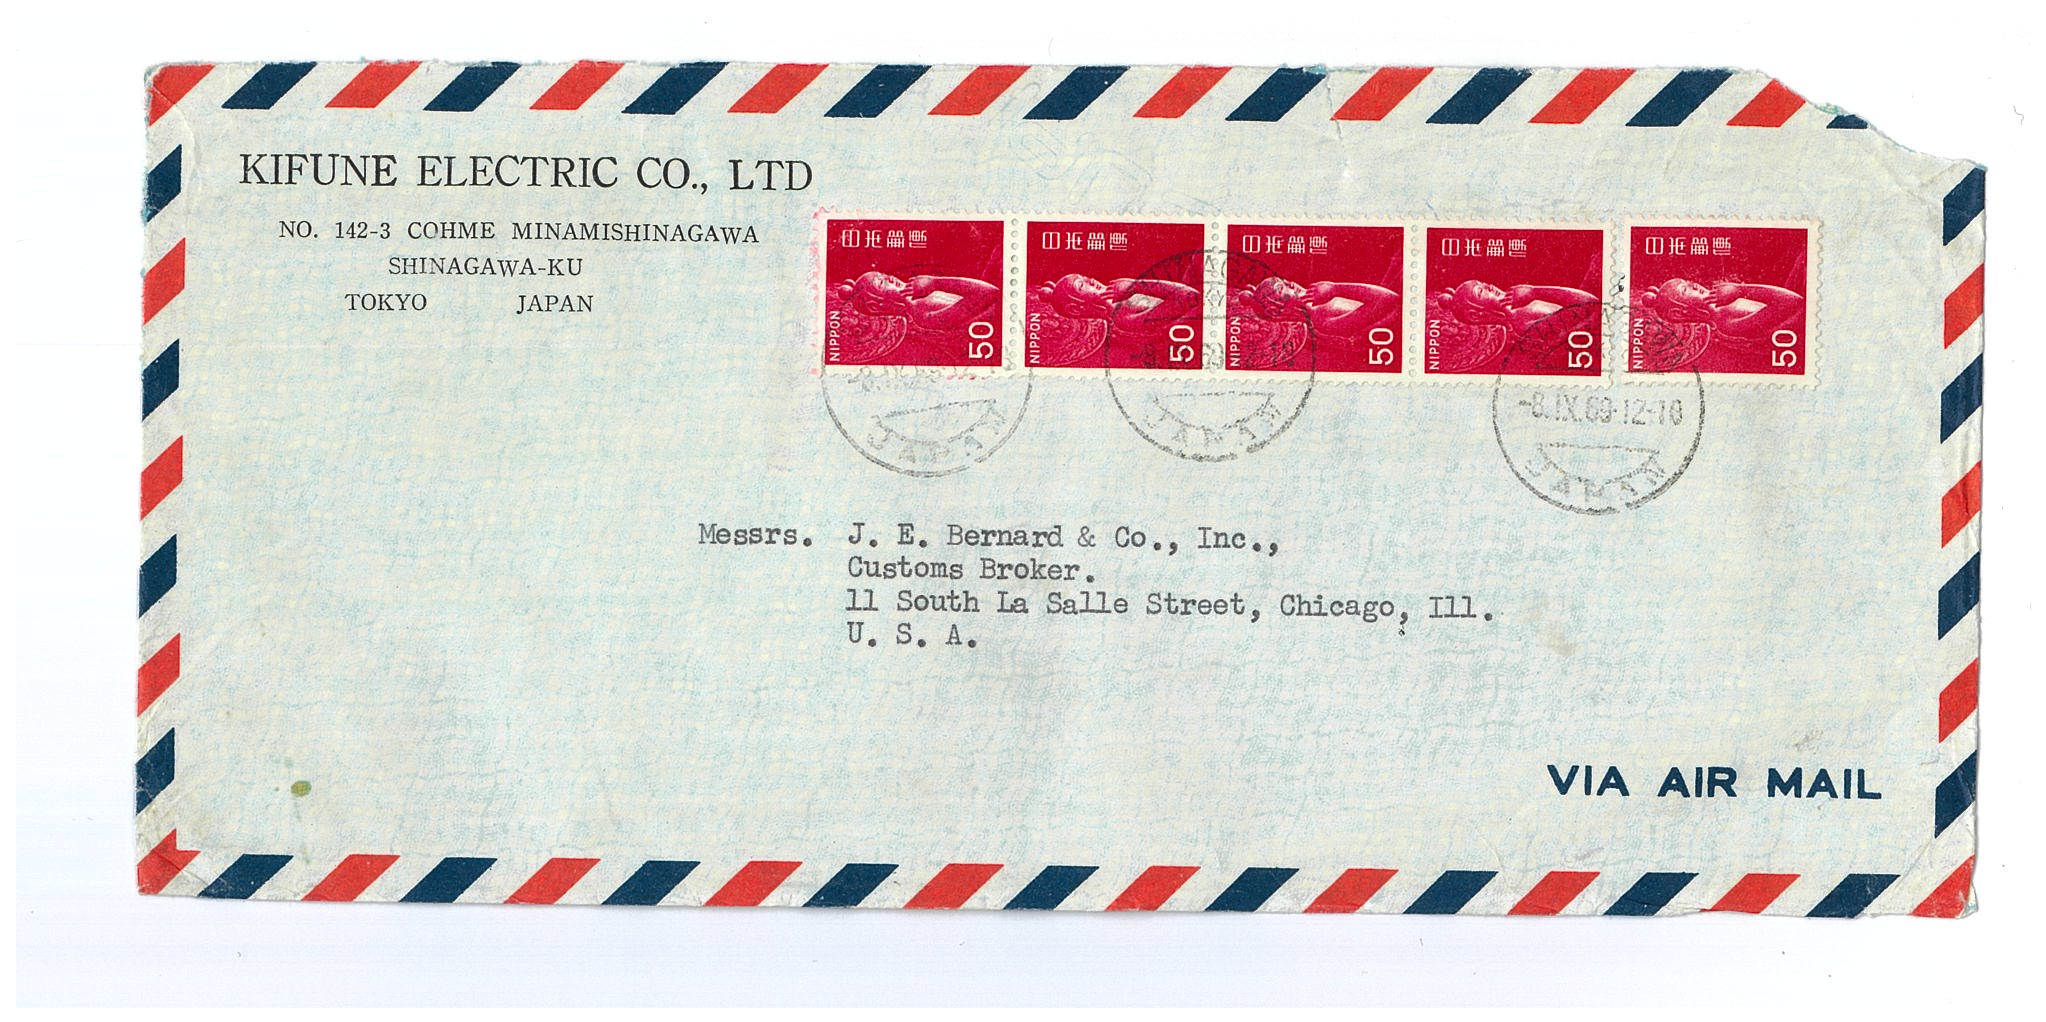 KIFUNE ELECTRIC CO., LTD
NO. 142-3 COHME MINAMISHINAGAWA
SHINAGAWA-KU
TOKYO JAPAN
日本郵便
NIPPON
50
日本郵便
NIPPON
50
日本郵便
NIPPON
50
日本郵便
NIPPON
50
日本郵便
NIPPON
50
JAPAN
JAPAN
-8.IX.69.12-18
JAPAN
Messrs. J. E. Bernard & Co., Inc.,
Customs Broker.
11 South La Salle Street, Chicago, Ill.
U. S. A.
VIA AIR MAIL